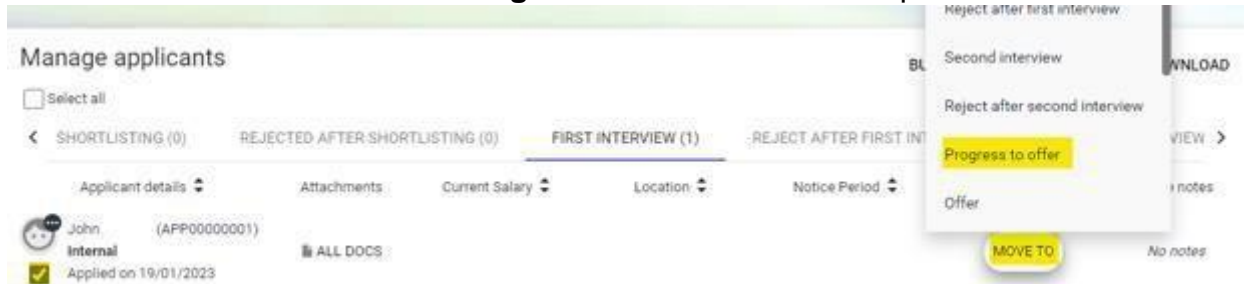 Reject after first interview
Manage applicants
BU
Second interview
WNLOAD
Select all
Reject after second interview
SHORTLISTING (0) REJECTED AFTER SHORTLISTING (0) FIRST INTERVIEW (1) REJECT AFTER FIRST INT
VIEW
Progress to offer
Applicant details Attachments Current Salary Location Notice Period
notes
Offer
John (APP00000001)
Internal ALL DOCS MOVE TO No notes
Applied on 19/01/2023